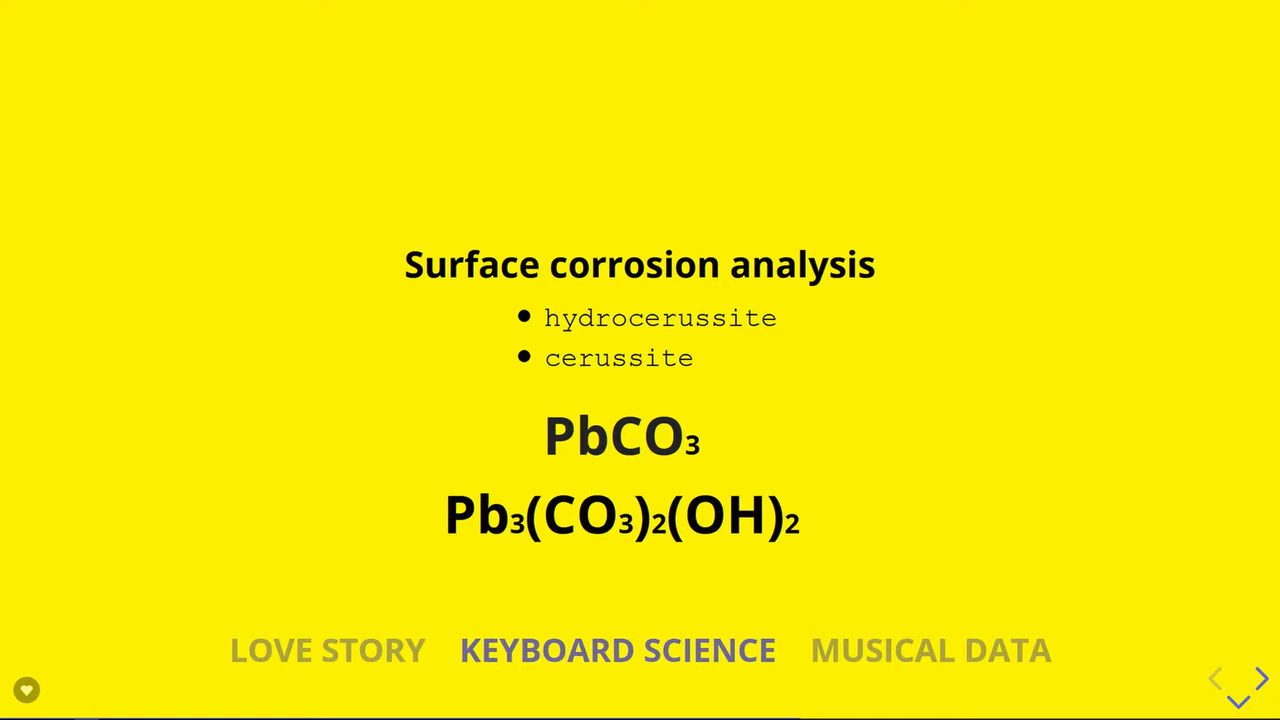 Surface corrosion analysis
hydrocerussite
cerussite
PbCO₃
Pb₃(CO₃)₂(OH)₂
LOVE STORY KEYBOARD SCIENCE MUSICAL DATA